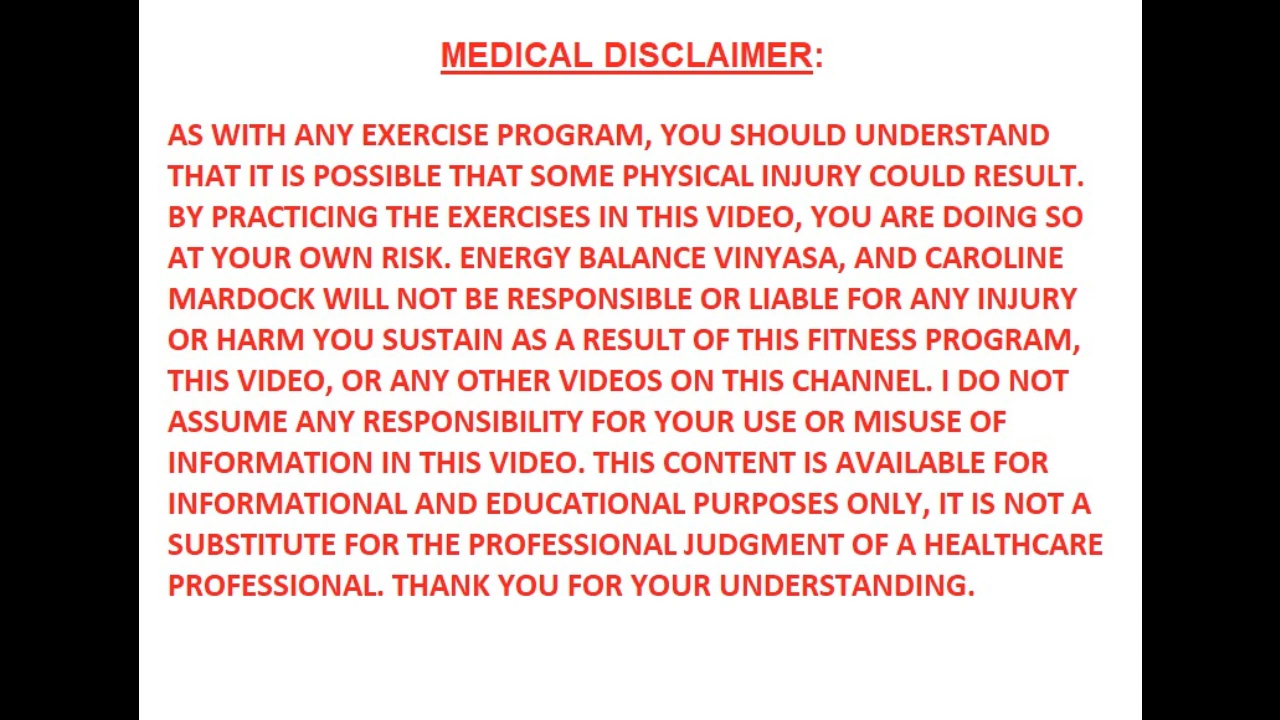 MEDICAL DISCLAIMER:
AS WITH ANY EXERCISE PROGRAM, YOU SHOULD UNDERSTAND
THAT IT IS POSSIBLE THAT SOME PHYSICAL INJURY COULD RESULT.
BY PRACTICING THE EXERCISES IN THIS VIDEO, YOU ARE DOING SO
AT YOUR OWN RISK. ENERGY BALANCE VINYASA, AND CAROLINE
MARDOCK WILL NOT BE RESPONSIBLE OR LIABLE FOR ANY INJURY
OR HARM YOU SUSTAIN AS A RESULT OF THIS FITNESS PROGRAM,
THIS VIDEO, OR ANY OTHER VIDEOS ON THIS CHANNEL. I DO NOT
ASSUME ANY RESPONSIBILITY FOR YOUR USE OR MISUSE OF
INFORMATION IN THIS VIDEO. THIS CONTENT IS AVAILABLE FOR
INFORMATIONAL AND EDUCATIONAL PURPOSES ONLY, IT IS NOT A
SUBSTITUTE FOR THE PROFESSIONAL JUDGMENT OF A HEALTHCARE
PROFESSIONAL. THANK YOU FOR YOUR UNDERSTANDING.